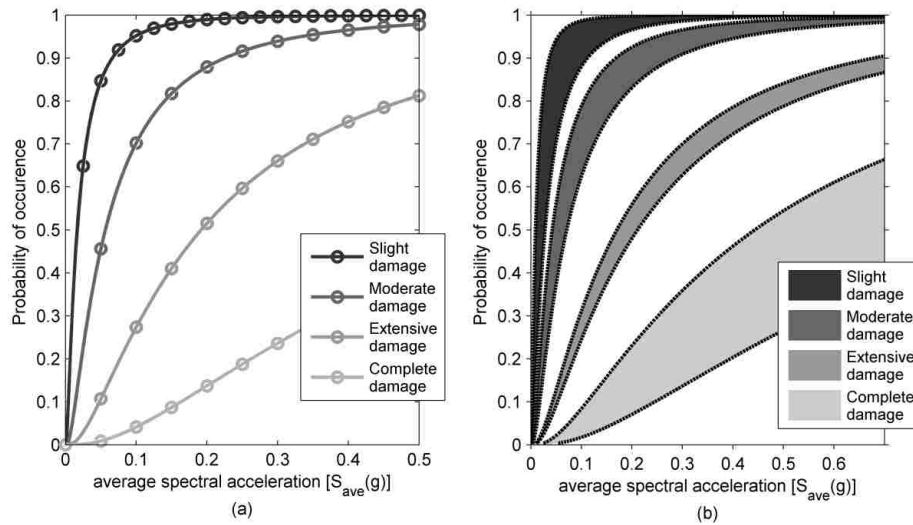 Probability of occurence
1
0.9
0.8
0.7
0.6
0.5
0.4
0.3
0.2
0.1
0
0 0.1 0.2 0.3 0.4 0.5
average spectral acceleration [S_ave(g)]
(a)
Slight
damage
Moderate
damage
Extensive
damage
Complete
damage
Probability of occurence
1
0.9
0.8
0.7
0.6
0.5
0.4
0.3
0.2
0.1
0
0 0.1 0.2 0.3 0.4 0.5 0.6
average spectral acceleration [S_ave(g)]
(b)
Slight
damage
Moderate
damage
Extensive
damage
Complete
damage